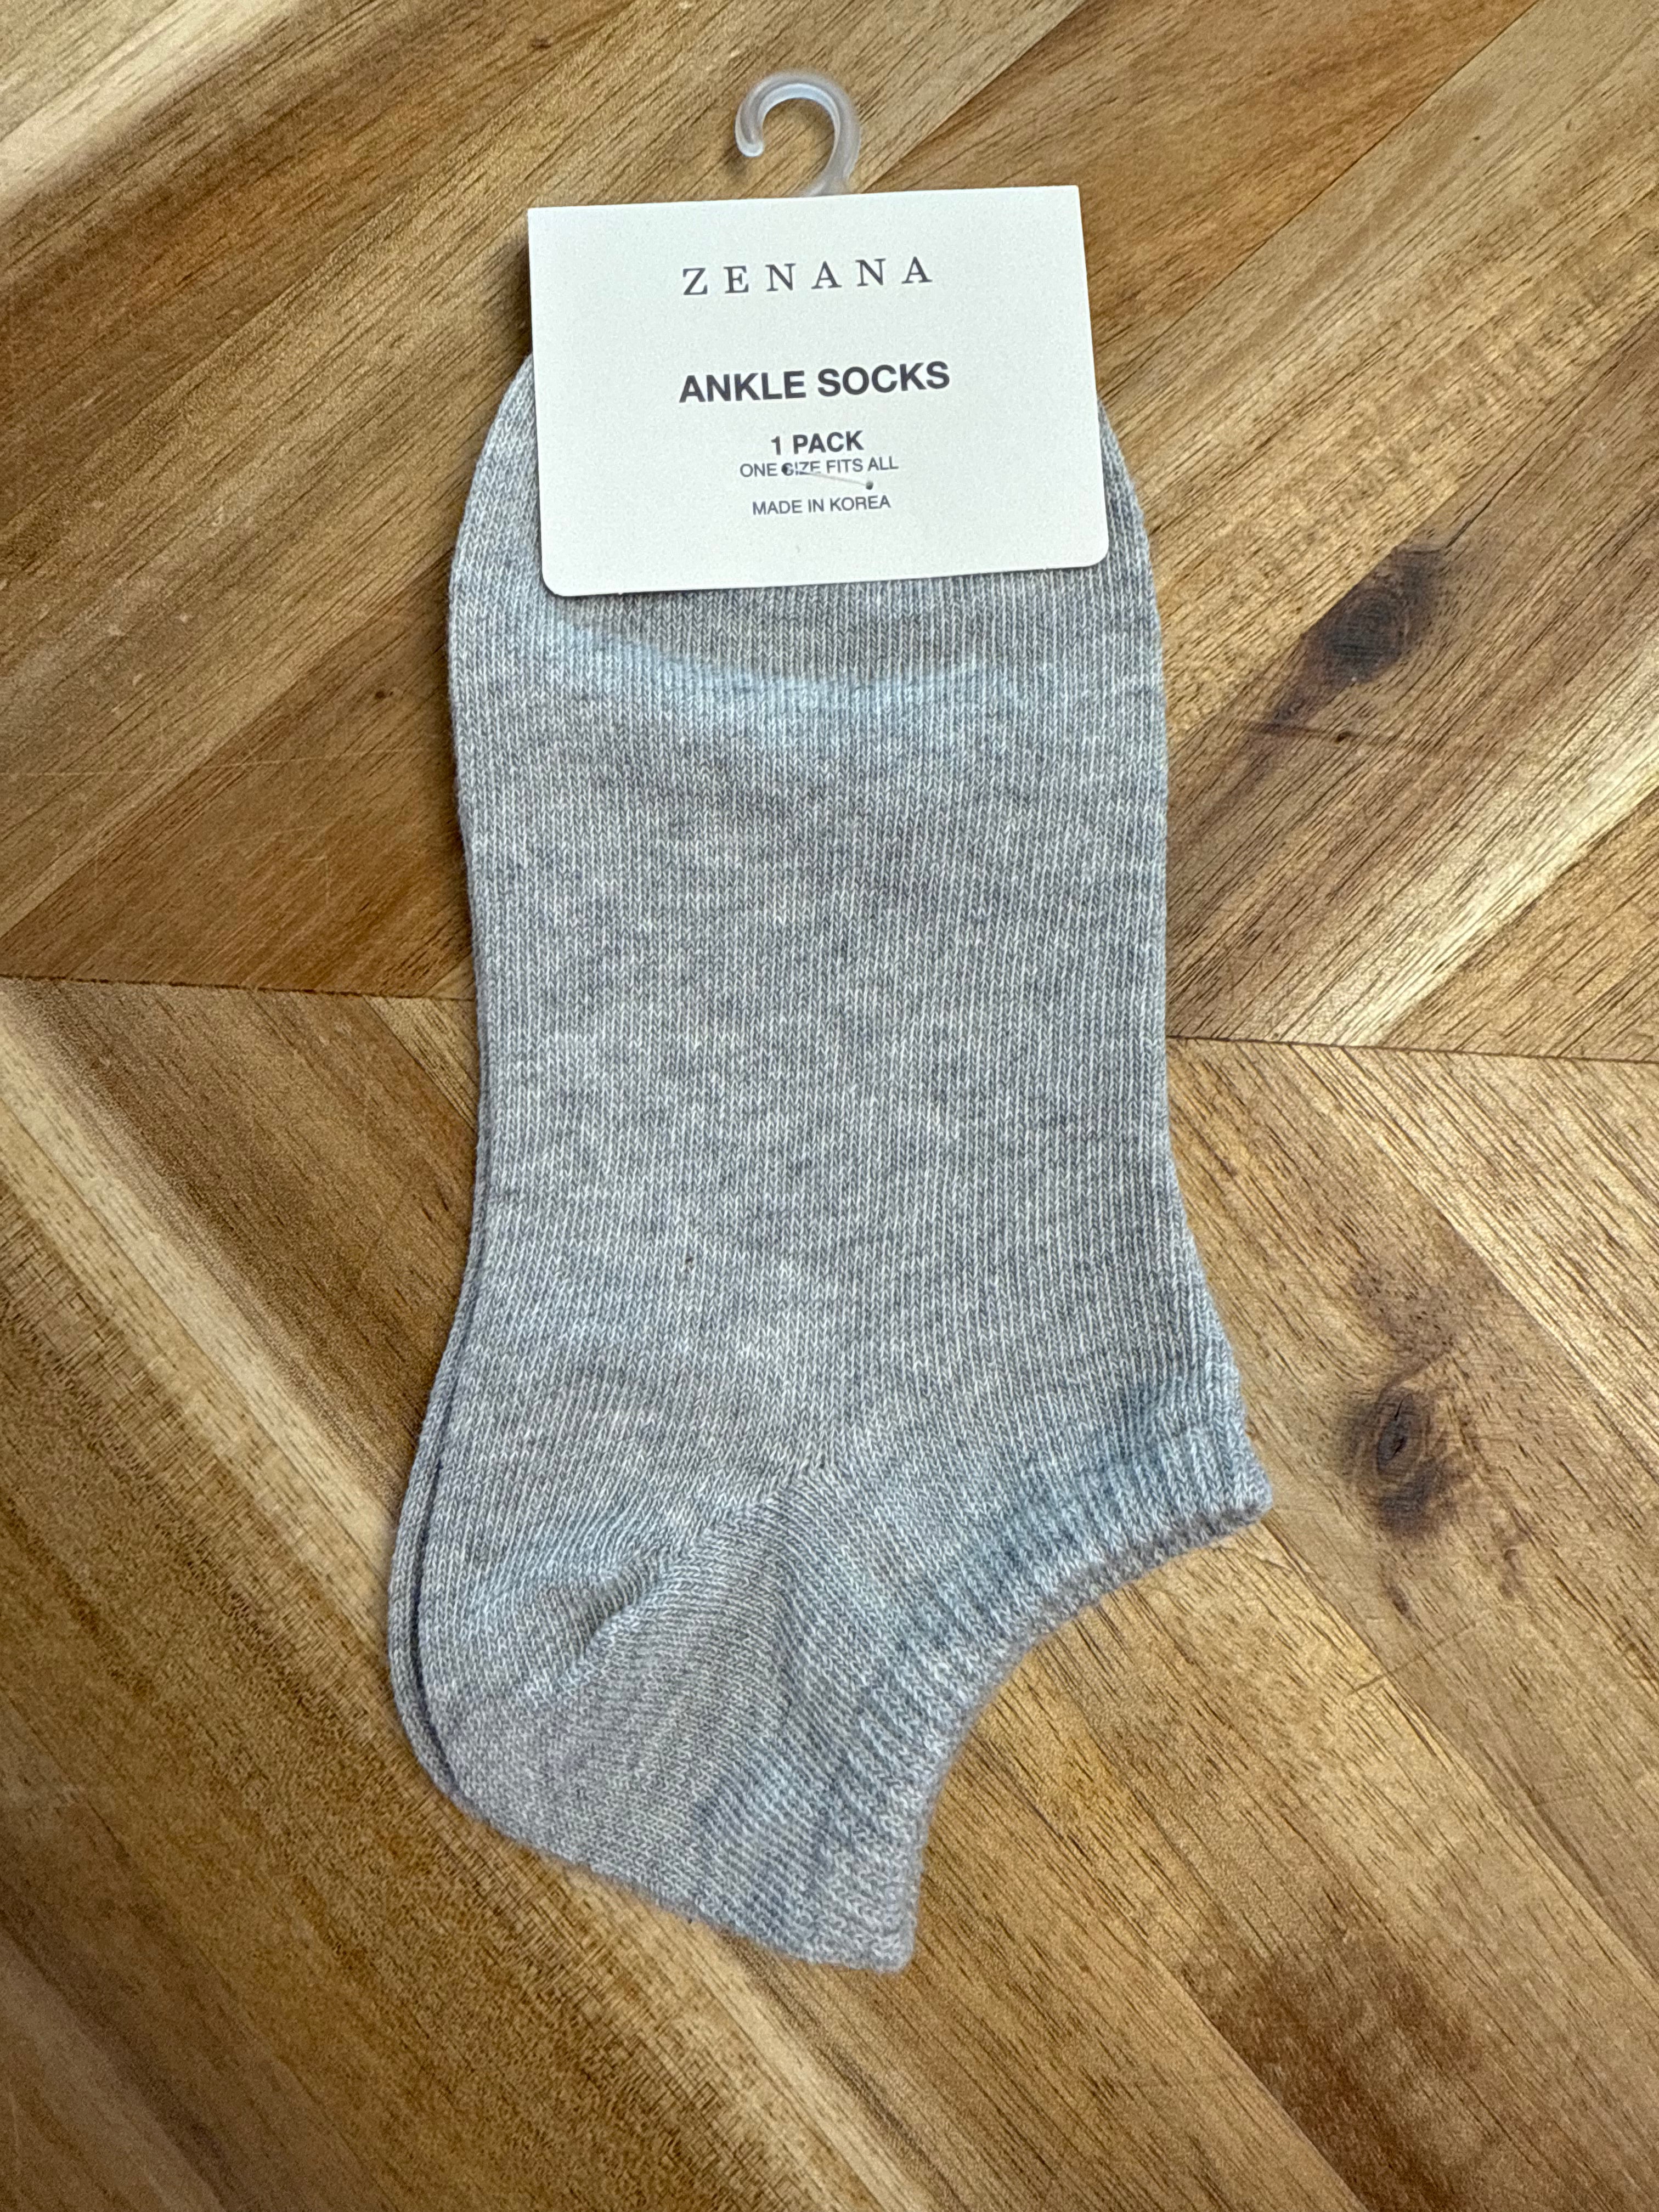 ZENANA
ANKLE SOCKS
1 PACK
ONE SIZE FITS ALL
MADE IN KOREA